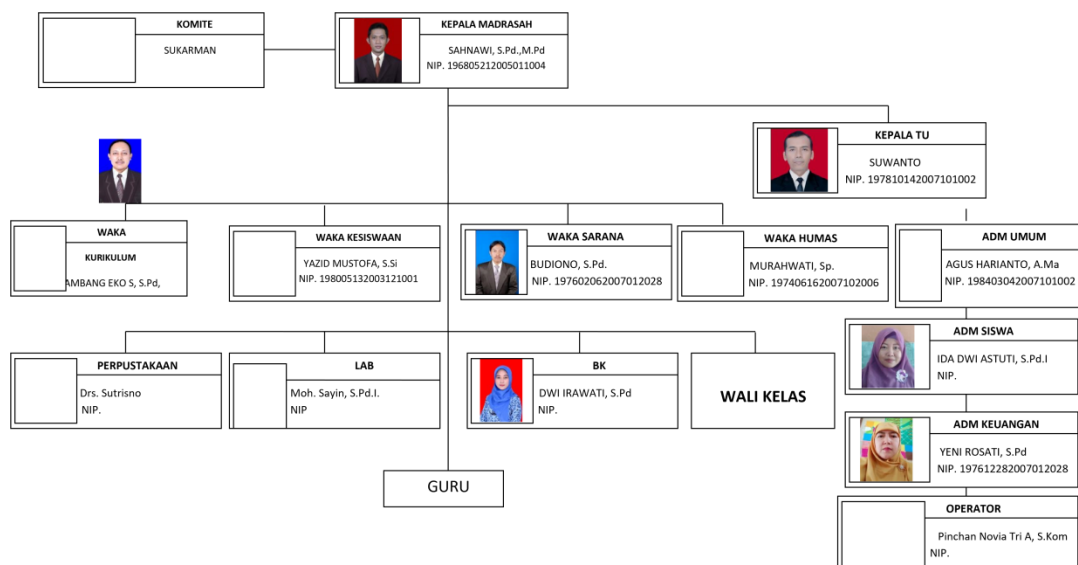 KOMITE
SUKARMAN
KEPALA MADRASAH
SAHNAWI, S.Pd.,M.Pd
NIP. 196805212005011004
KEPALA TU
SUWANTO
NIP. 197810142007101002
WAKA
KURIKULUM
AMBANG EKO S, S.Pd,
WAKA KESISWAAN
YAZID MUSTOFA, S.Si
NIP. 198005132003121001
WAKA SARANA
BUDIONO, S.Pd.
NIP. 197602062007012028
WAKA HUMAS
MURAHWATI, Sp.
NIP. 197406162007102006
ADM UMUM
AGUS HARIANTO, A.Ma
NIP. 198403042007101002
ADM SISWA
IDA DWI ASTUTI, S.Pd.I
NIP.
PERPUSTAKAAN
Drs. Sutrisno
NIP.
LAB
Moh. Sayin, S.Pd.I.
NIP
BK
DWI IRAWATI, S.Pd
NIP.
WALI KELAS
ADM KEUANGAN
YENI ROSATI, S.Pd
NIP. 197612282007012028
GURU
OPERATOR
Pinchan Novia Tri A, S.Kom
NIP.